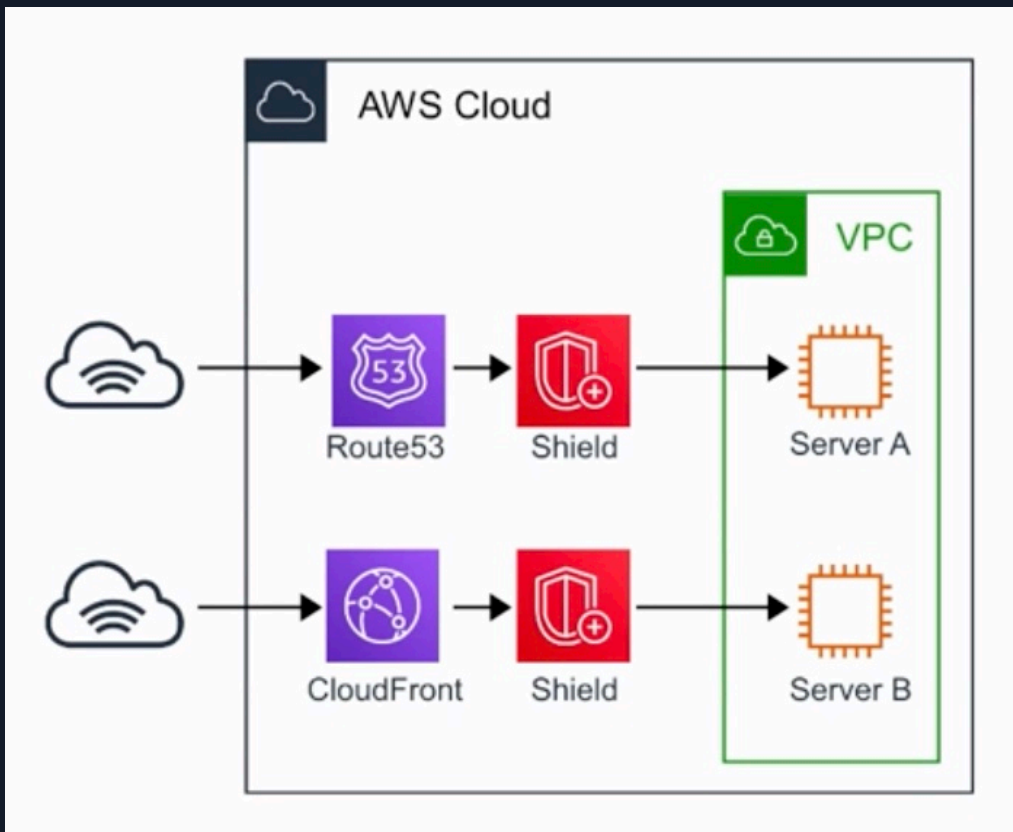 AWS Cloud
VPC
53
Route53
Shield
Server A
CloudFront
Shield
Server B